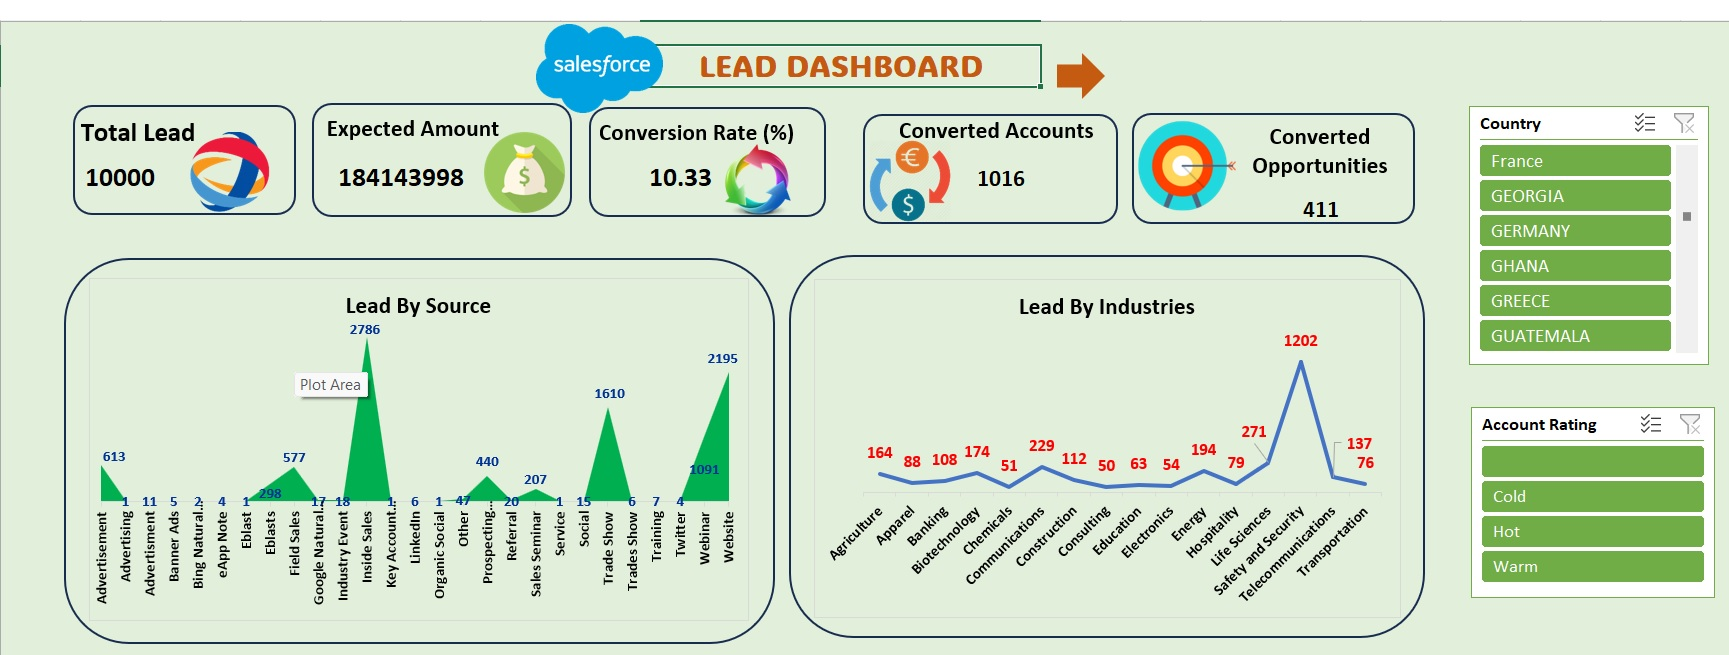 salesforce
LEAD DASHBOARD
Total Lead
10000
Expected Amount
184143998
$
Conversion Rate (%)
10.33
Converted Accounts
€
$
1016
Converted
Opportunities
411
Country
France
GEORGIA
GERMANY
GHANA
GREECE
GUATEMALA
Lead By Source
2786
2195
Plot Area
1610
613
577
440
1091
298
207
1
11
5
2
4
1
17
18
1
6
1
47
20
1
15
6
7
4
Advertisement
Advertising
Advertisment
Banner Ads
Bing Natural...
eApp Note
Eblast
Eblasts
Field Sales
Google Natural...
Industry Event
Inside Sales
Key Account...
LinkedIn
Organic Social
Other
Prospecting...
Referral
Sales Seminar
Service
Social
Trade Show
Trades Show
Training
Twitter
Webinar
Website
Lead By Industries
1202
164
88
108
174
51
229
112
50
63
54
194
79
271
137
76
Agriculture
Apparel
Banking
Biotechnology
Chemicals
Communications
Construction
Consulting
Education
Electronics
Energy
Hospitality
Life Sciences
Safety and Security
Telecommunications
Transportation
Account Rating
Cold
Hot
Warm